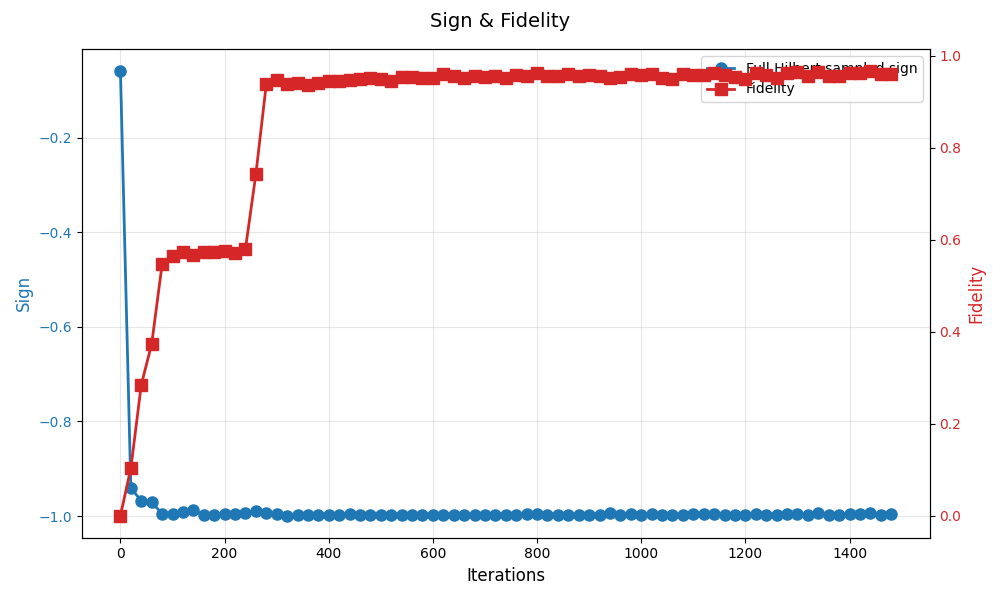 Sign & Fidelity
Full Hilbert sampled sign
Fidelity
−0.2
−0.4
−0.6
−0.8
−1.0
Sign
1.0
0.8
0.6
0.4
0.2
0.0
Fidelity
0 200 400 600 800 1000 1200 1400
Iterations